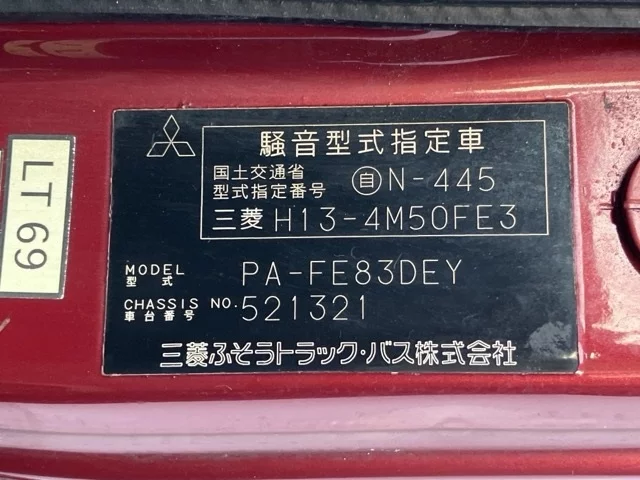 騒音型式指定車
国土交通省
型式指定番号 自N-445
三菱 H13-4M50FE3
MODEL
型式 PA-FE83DEY
CHASSIS NO.
車台番号 521321
三菱ふそうトラック・バス株式会社
LT 69